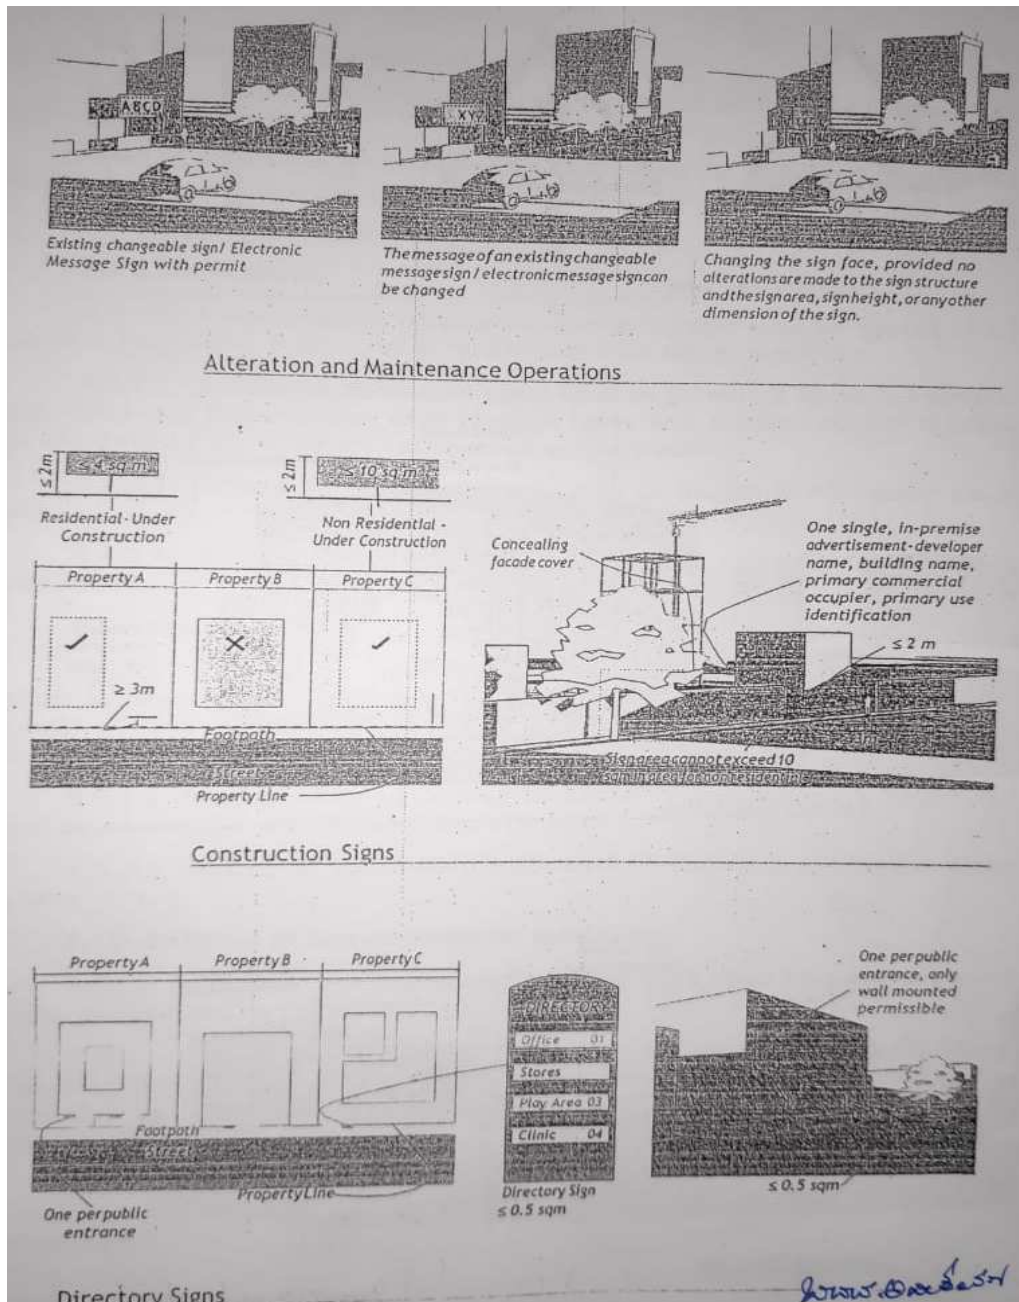 ABCD
XYZ
Existing changeable sign/ Electronic
Message Sign with permit
The message of an existing changeable
message sign / electronic message sign can
be changed
Changing the sign face, provided no
alterations are made to the sign structure
and the sign area, sign height, or any other
dimension of the sign.
Alteration and Maintenance Operations
≤ 2m
≤ 4 sq m
≤ 2m
≤ 10 sq m
Residential - Under
Construction
Non Residential -
Under Construction
Property A
Property B
Property C
≥ 3m
Footpath
Street
Property Line
Concealing
facade cover
One single, in-premise
advertisement-developer
name, building name,
primary commercial
occupier, primary use
identification
≤ 2 m
Sign area cannot exceed 10
sqm in area for non residential
Construction Signs
Property A
Property B
Property C
Footpath
Street
Property Line
One per public
entrance
DIRECTORY
Office 01
Stores
Play Area 03
Clinic 04
Directory Sign
≤ 0.5 sqm
One per public
entrance, only
wall mounted
permissible
≤ 0.5 sqm
Directory Signs